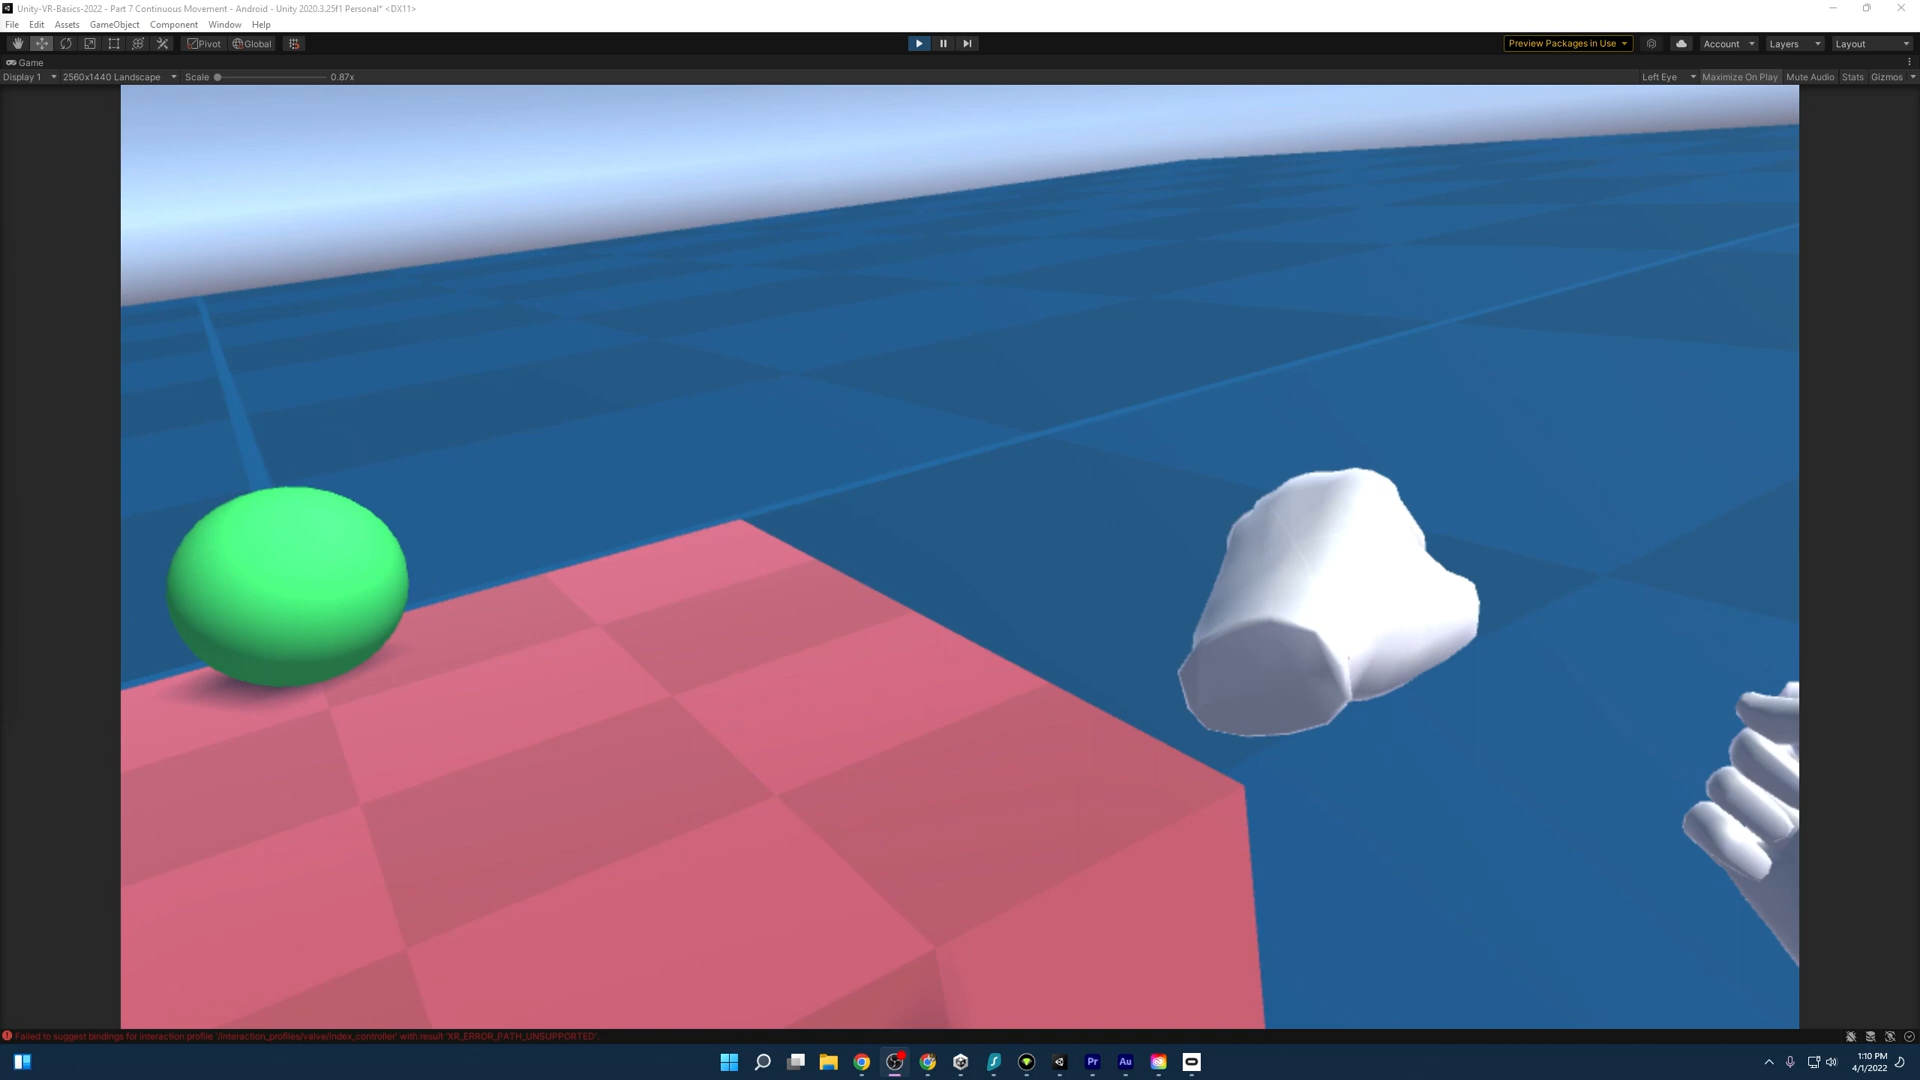 Unity-VR-Basics-2022 - Part 7 Continuous Movement - Android - Unity 2020.3.25f1 Personal* <DX11>
File Edit Assets GameObject Component Tools Window Help
Pivot Global Preview Packages in Use Account Layers Layout
Game
Display 1 2560x1440 Landscape Scale 0.87x Left Eye Maximize On Play Mute Audio Stats Gizmos
Failed to suggest bindings for interaction profile '/interaction_profiles/valve/index_controller' with result 'XR_ERROR_PATH_UNSUPPORTED'.
Pr Au
1:10 PM
4/1/2022